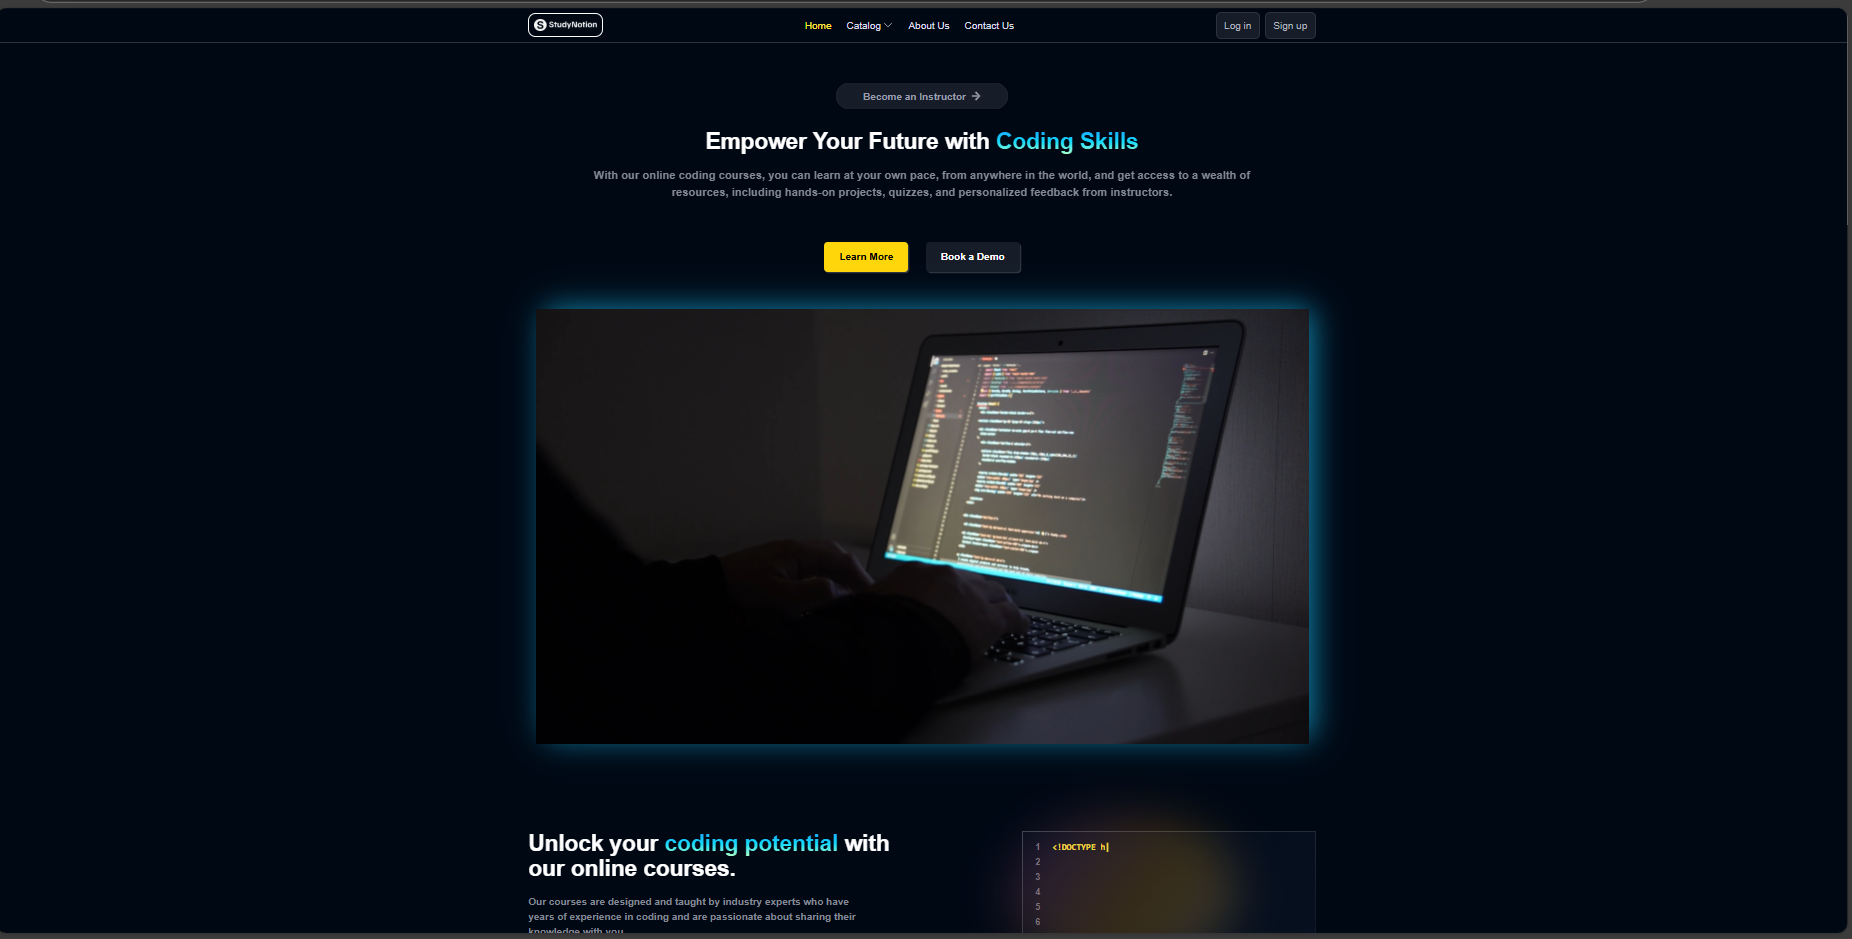 StudyNotion
Home Catalog About Us Contact Us
Log in Sign up
Become an Instructor →
Empower Your Future with Coding Skills
With our online coding courses, you can learn at your own pace, from anywhere in the world, and get access to a wealth of
resources, including hands-on projects, quizzes, and personalized feedback from instructors.
Learn More Book a Demo
Unlock your coding potential with
our online courses.
Our courses are designed and taught by industry experts who have
years of experience in coding and are passionate about sharing their
knowledge with you
1 <!DOCTYPE h|
2
3
4
5
6